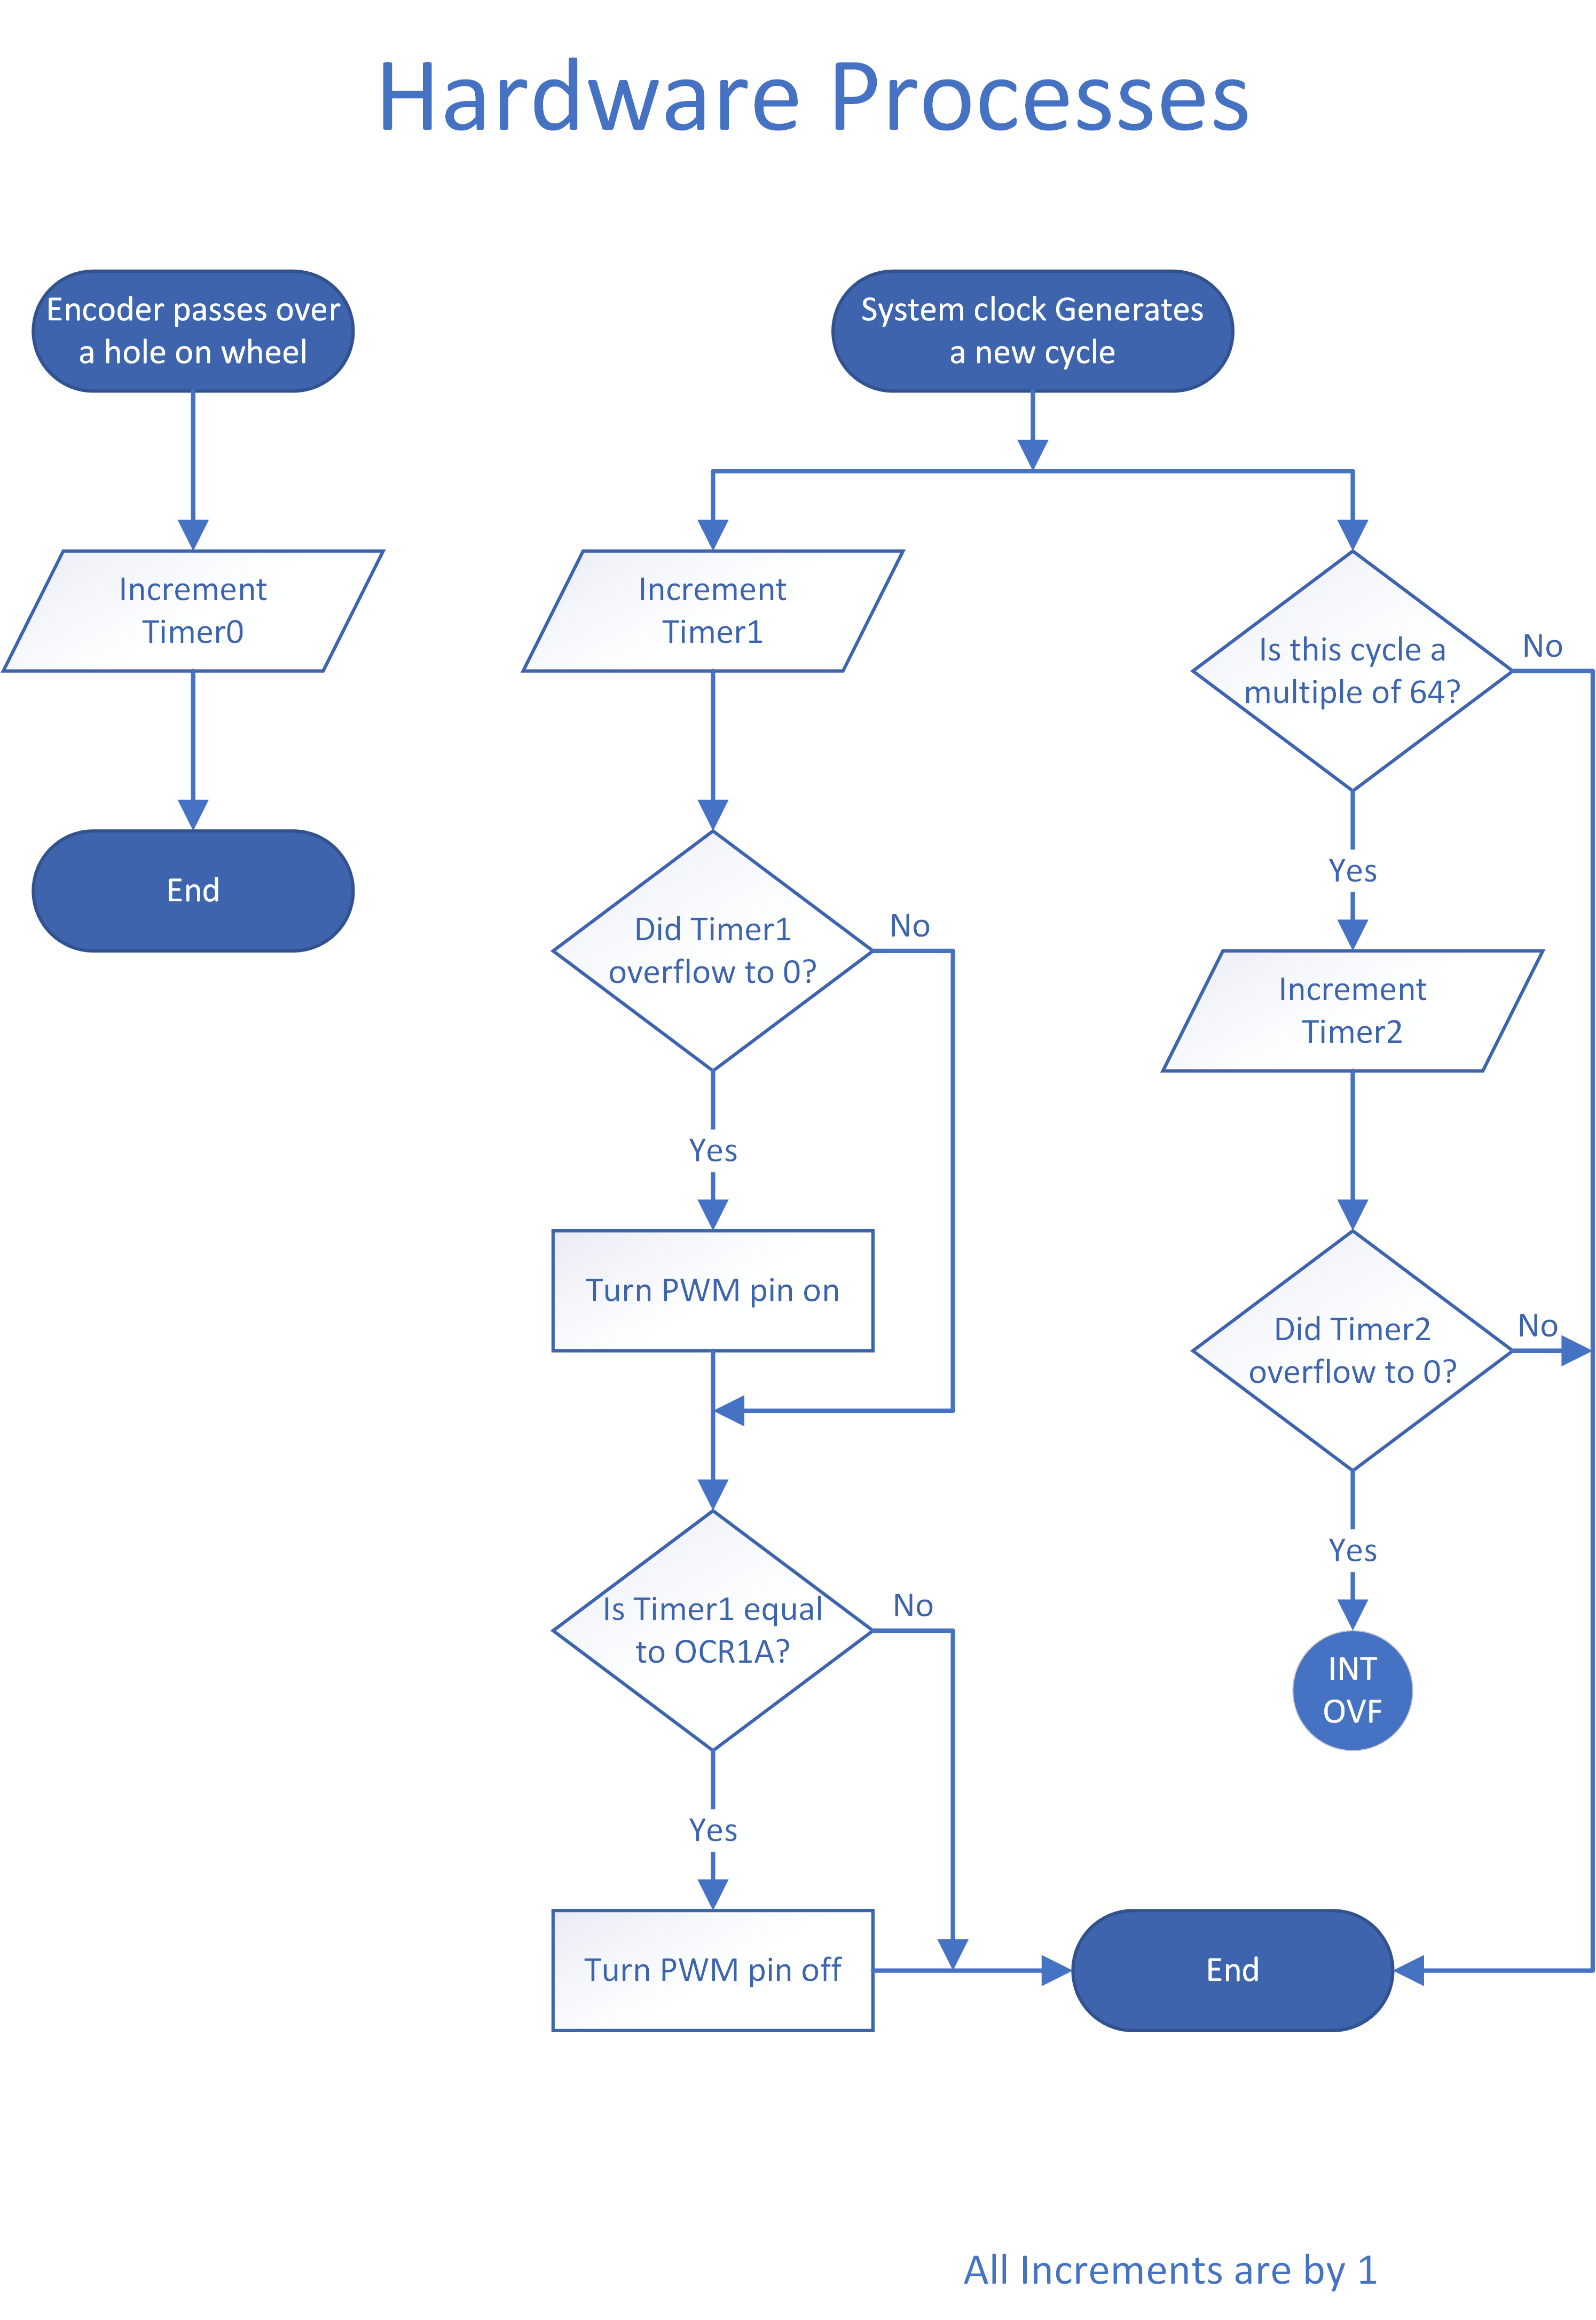 Hardware Processes
Encoder passes over
a hole on wheel
Increment
Timer0
End
System clock Generates
a new cycle
Increment
Timer1
Did Timer1
overflow to 0?
No
Yes
Turn PWM pin on
Is Timer1 equal
to OCR1A?
No
Yes
Turn PWM pin off
Is this cycle a
multiple of 64?
No
Yes
Increment
Timer2
Did Timer2
overflow to 0?
No
Yes
INT
OVF
End
All Increments are by 1